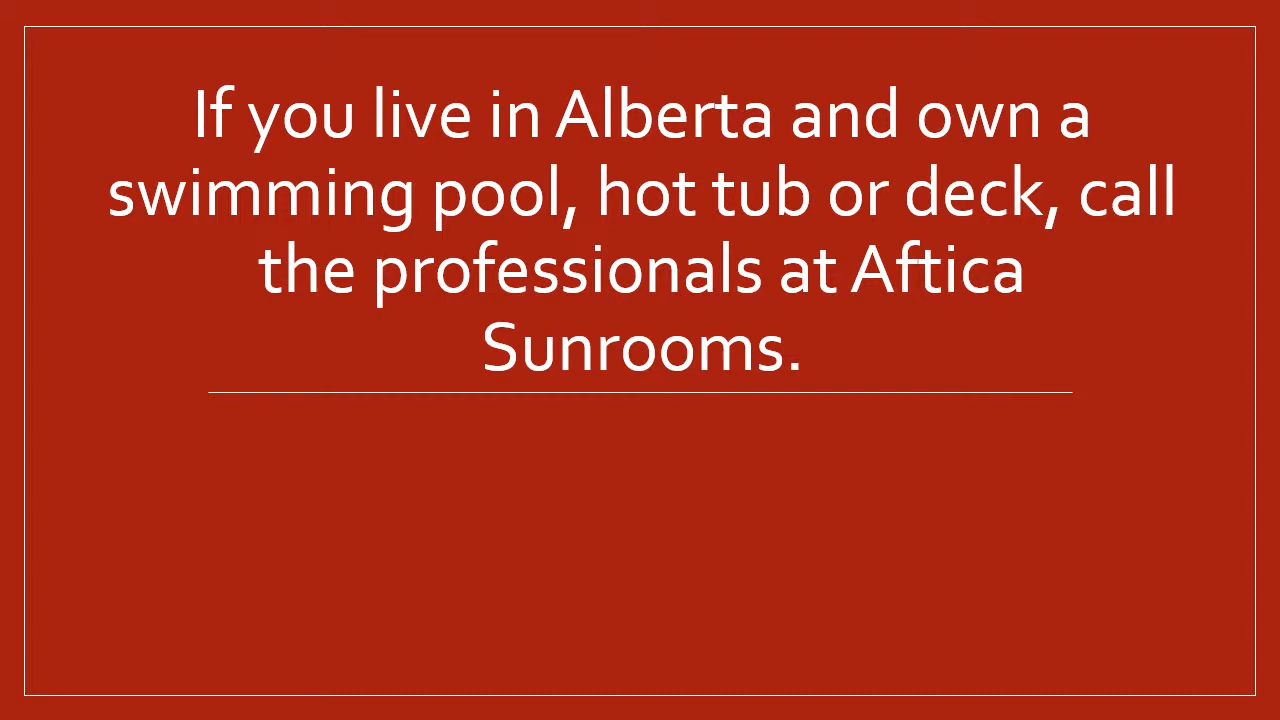 If you live in Alberta and own a
swimming pool, hot tub or deck, call
the professionals at Aftica
Sunrooms.